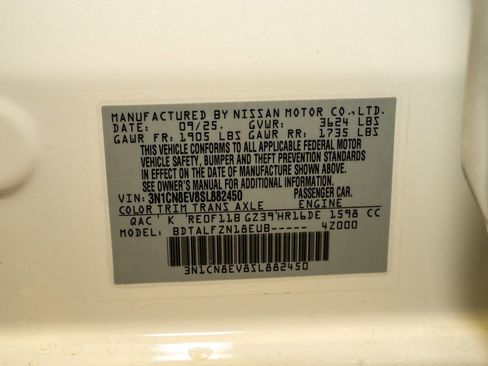 MANUFACTURED BY NISSAN MOTOR CO., LTD.
DATE: 09/25. GVWR: 3624 LBS
GAWR FR: 1905 LBS GAWR RR: 1735 LBS
THIS VEHICLE CONFORMS TO ALL APPLICABLE FEDERAL MOTOR
VEHICLE SAFETY, BUMPER AND THEFT PREVENTION STANDARDS
IN EFFECT ON THE DATE OF MANUFACTURE SHOWN ABOVE.
SEE OWNER'S MANUAL FOR ADDITIONAL INFORMATION.
VIN: 3N1CN8EV8SL882450 PASSENGER CAR.
COLOR TRIM TRANS AXLE ENGINE
QAC K RE0F11B GZ39 HR16DE 1598 CC
MODEL: BDTALFZN18EUB----- 4Z000
3N1CN8EV8SL882450